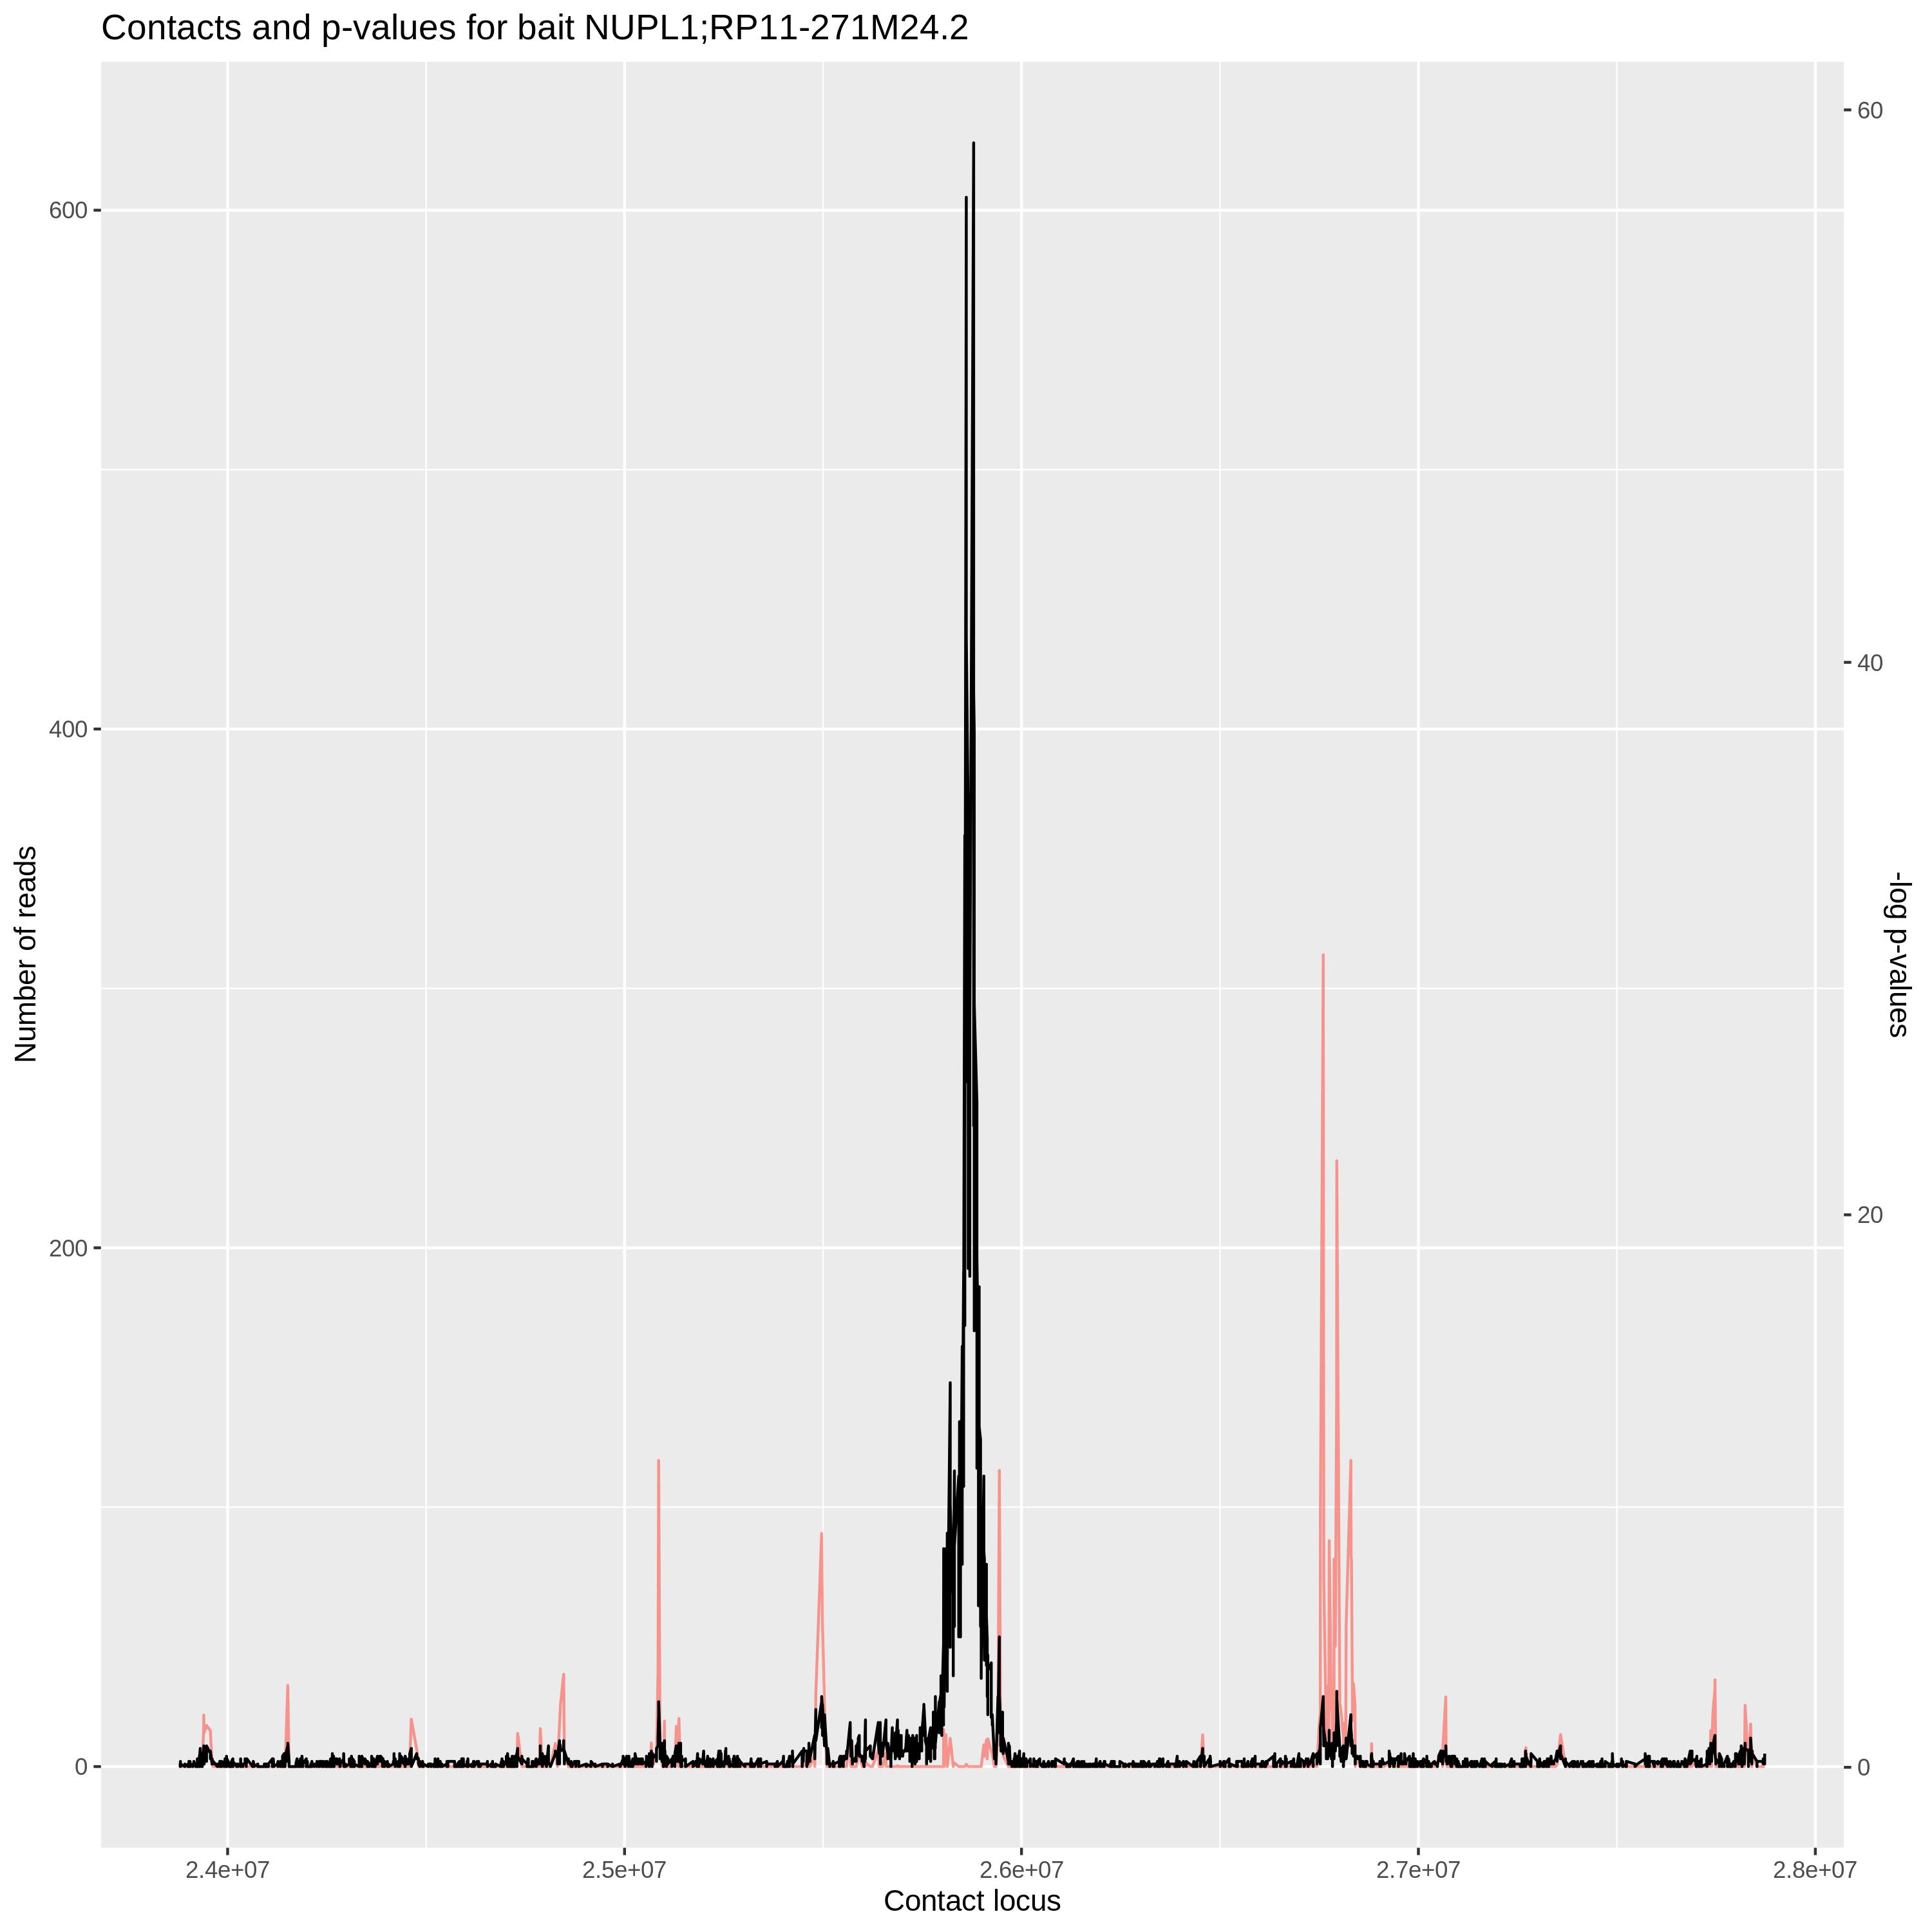 Contacts and p-values for bait NUPL1;RP11-271M24.2
60
600
40
400
Number of reads
-log p-values
20
200
0
0
2.4e+07 2.5e+07 2.6e+07 2.7e+07 2.8e+07
Contact locus